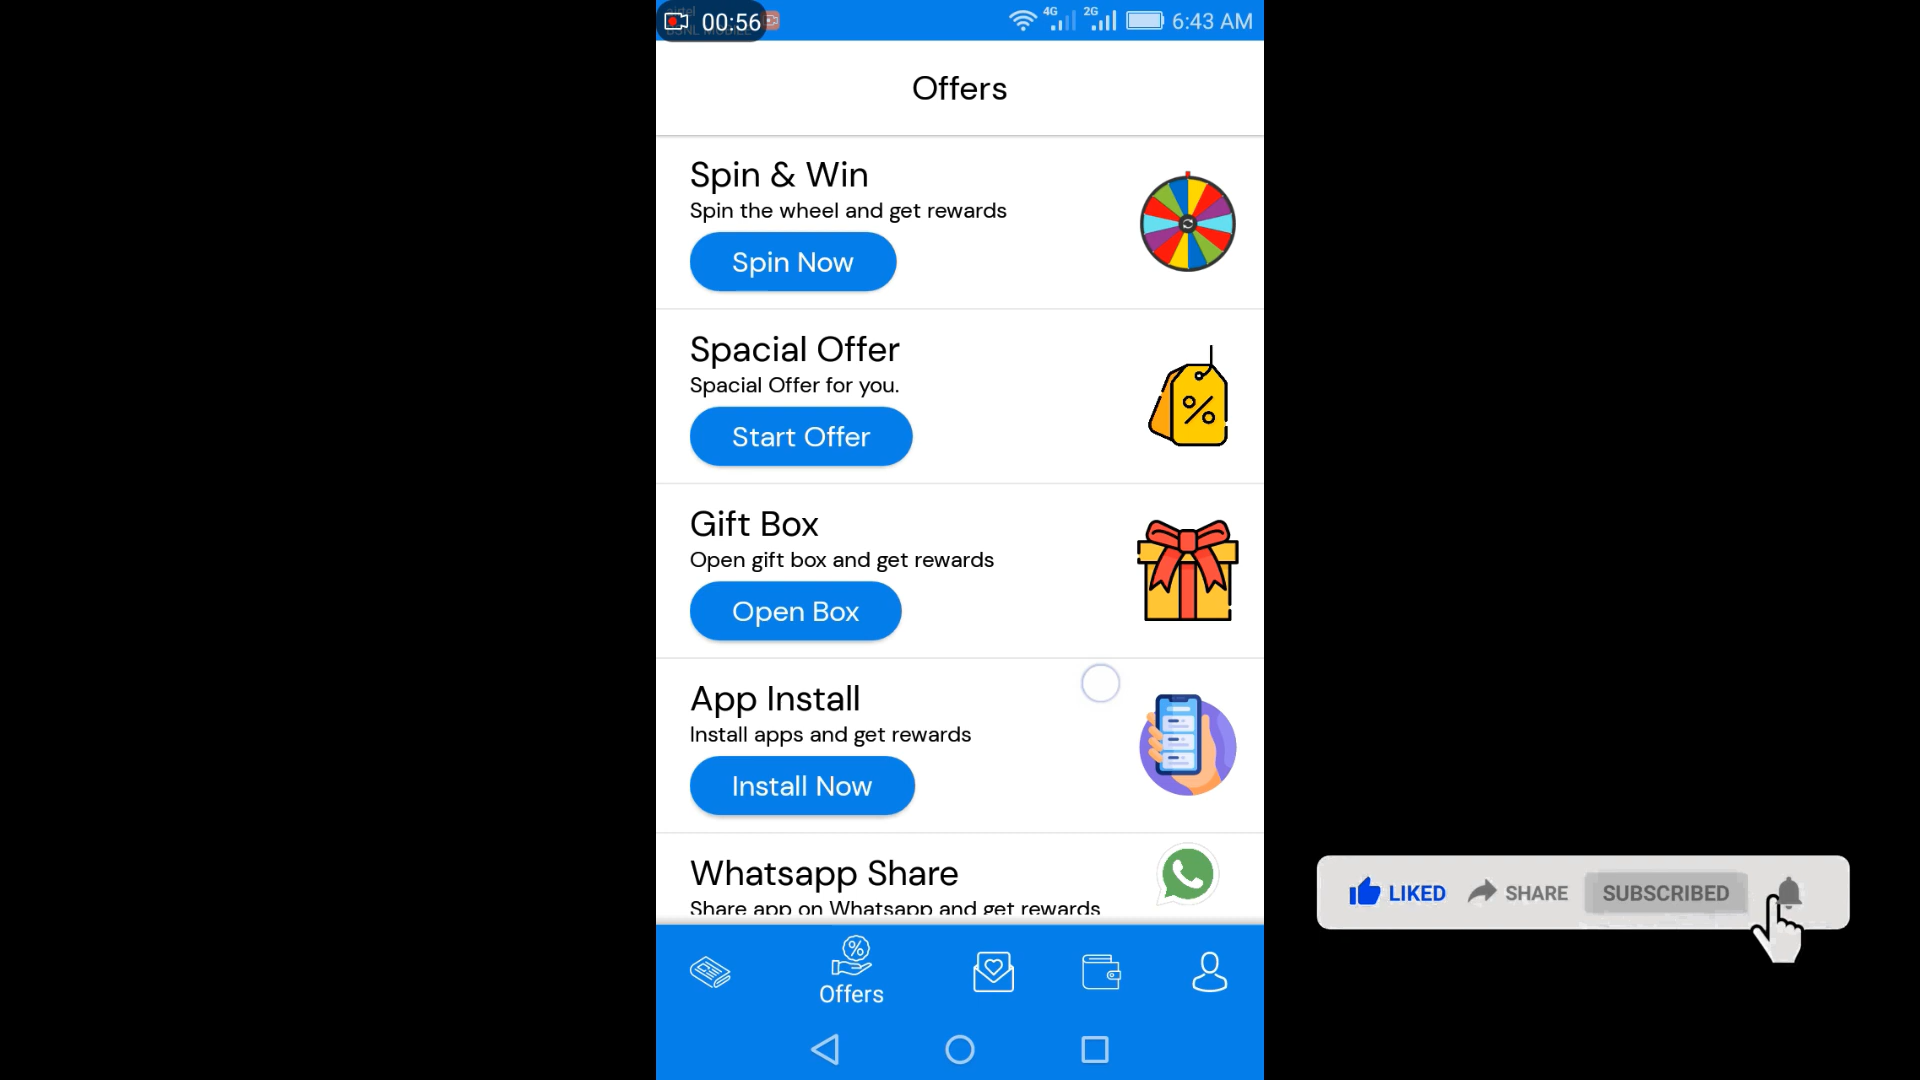 00:56
4G
2G
6:43 AM
Offers
Spin & Win
Spin the wheel and get rewards
Spin Now
Spacial Offer
Spacial Offer for you.
Start Offer
Gift Box
Open gift box and get rewards
Open Box
App Install
Install apps and get rewards
Install Now
Whatsapp Share
Share app on Whatsapp and get rewards
LIKED
SHARE
SUBSCRIBED
Offers